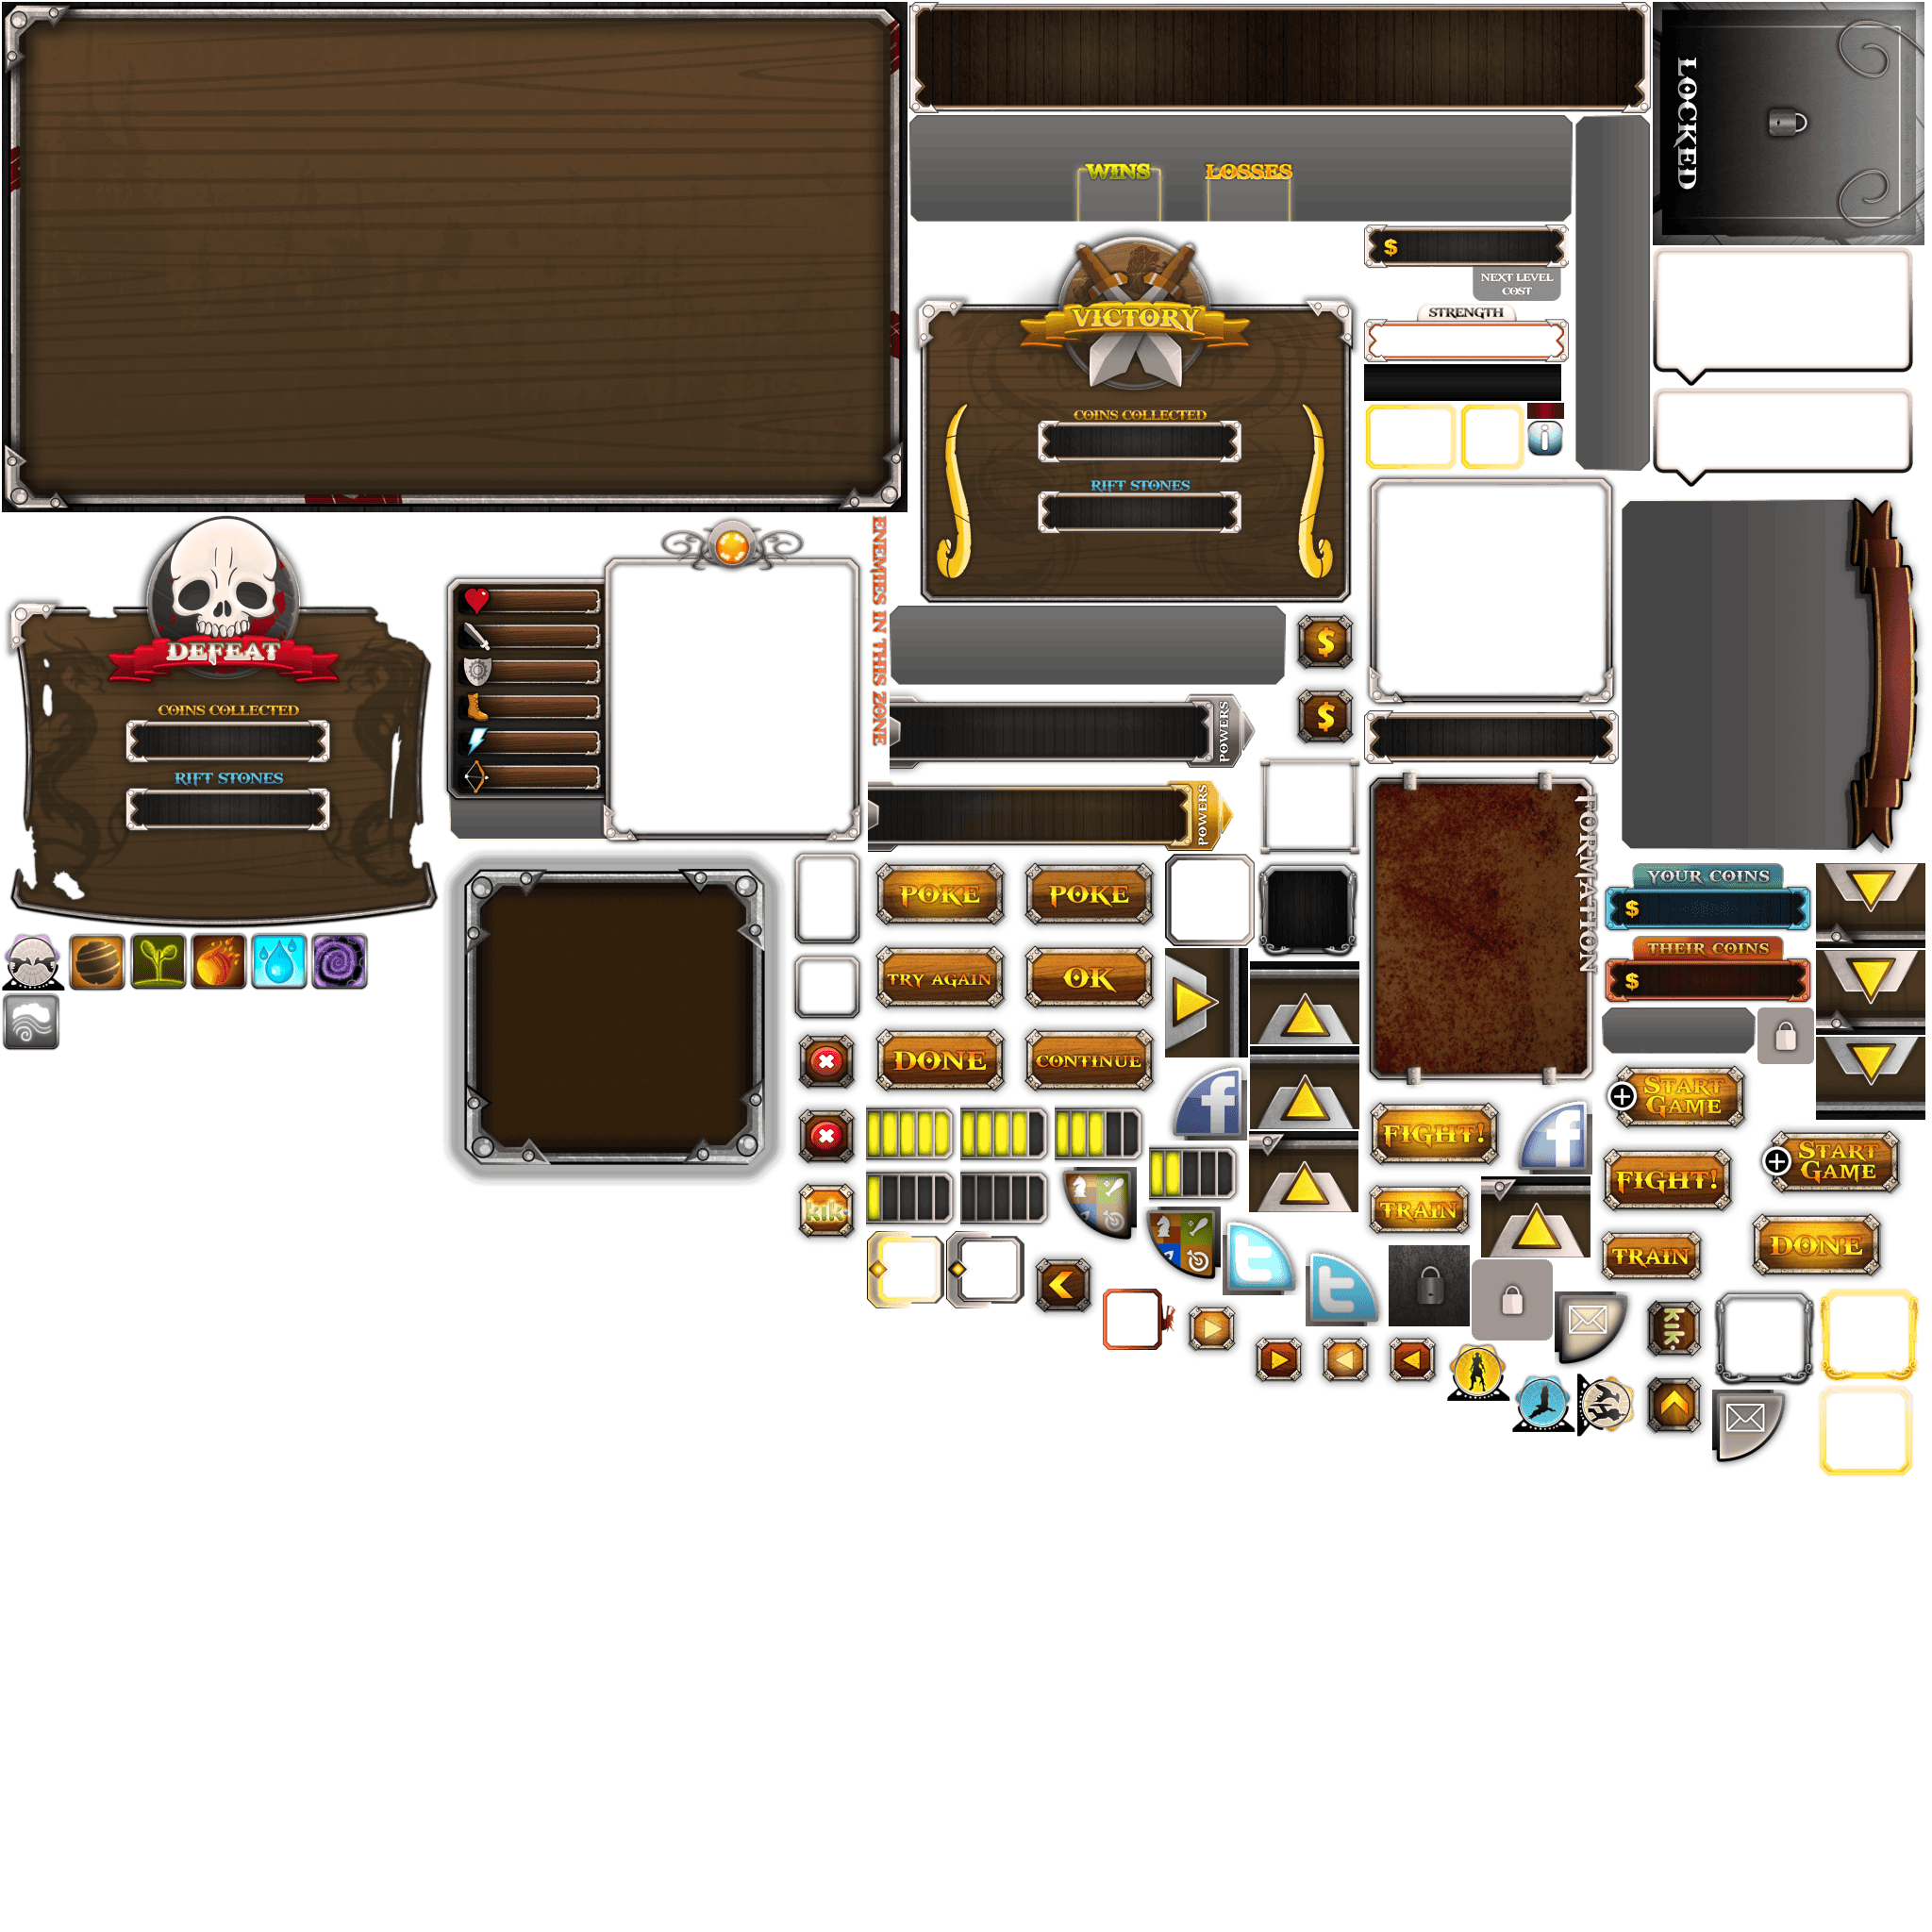 LOCKED
WINS
LOSSES
$
NEXT LEVEL
COST
STRENGTH
VICTORY
COINS COLLECTED
RIFT STONES
i
DEFEAT
COINS COLLECTED
RIFT STONES
ENEMIES IN THIS ZONE
$
$
POWERS
POWERS
FORMATION
YOUR COINS
$
THEIR COINS
$
POKE
POKE
TRY AGAIN
OK
DONE
CONTINUE
f
f
START
GAME
START
GAME
FIGHT!
FIGHT!
TRAIN
TRAIN
DONE
kik
kik
t
t